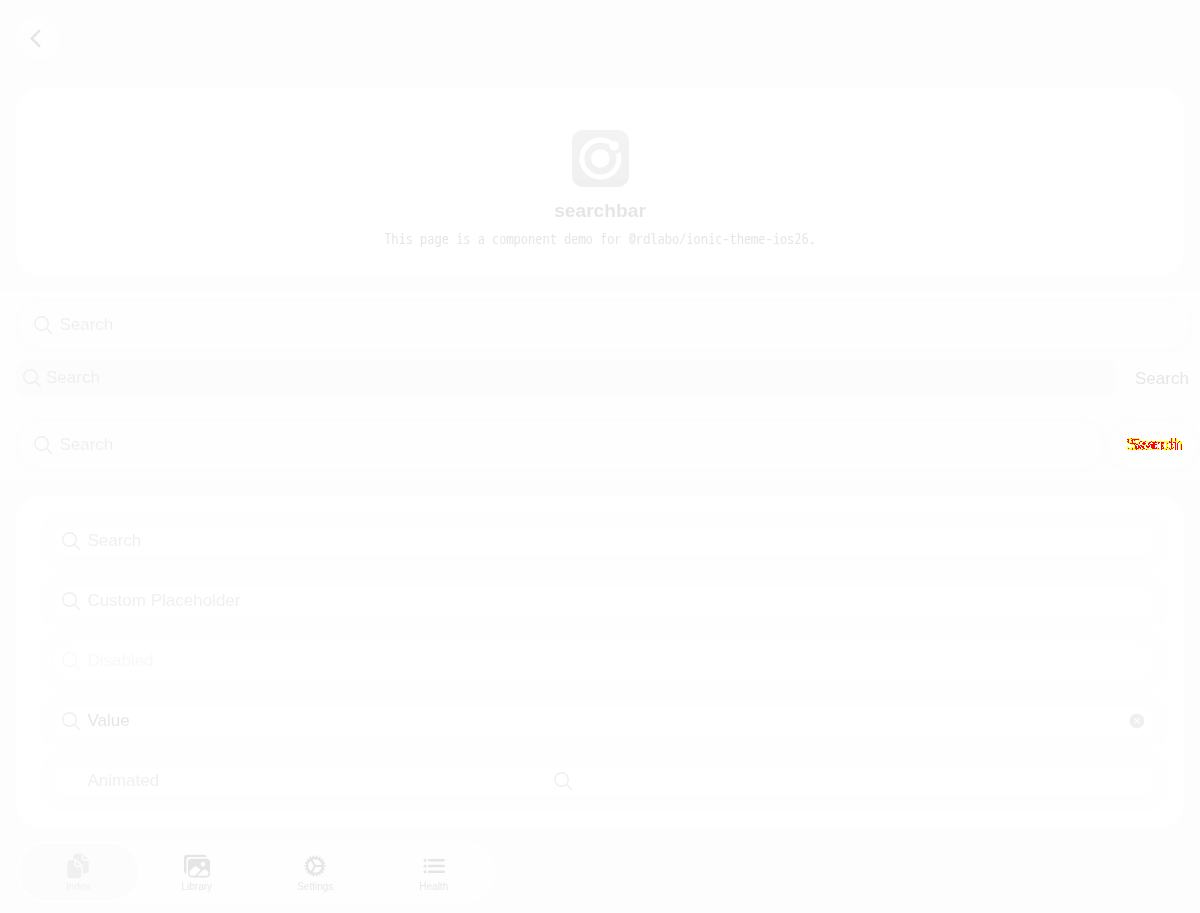 searchbar
This page is a component demo for @rdlabo/ionic-theme-ios26.
Search
Search Search
Search
Search
Custom Placeholder
Disabled
Value
Animated
Index Library Settings Health